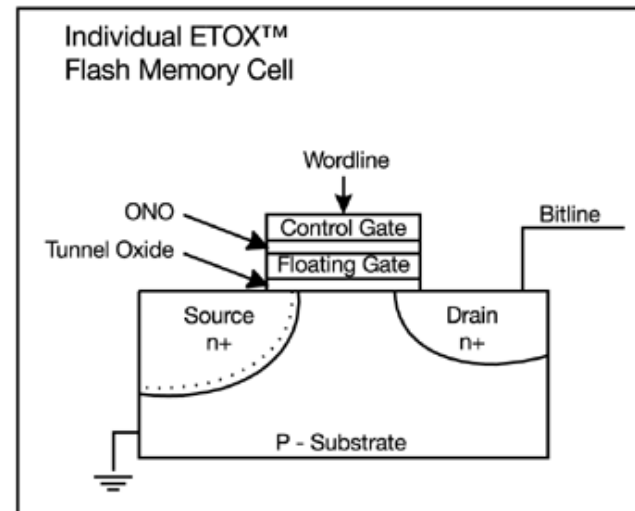 Individual ETOX™
Flash Memory Cell
Wordline
ONO
Control Gate
Bitline
Tunnel Oxide
Floating Gate
Source
n+
Drain
n+
P - Substrate